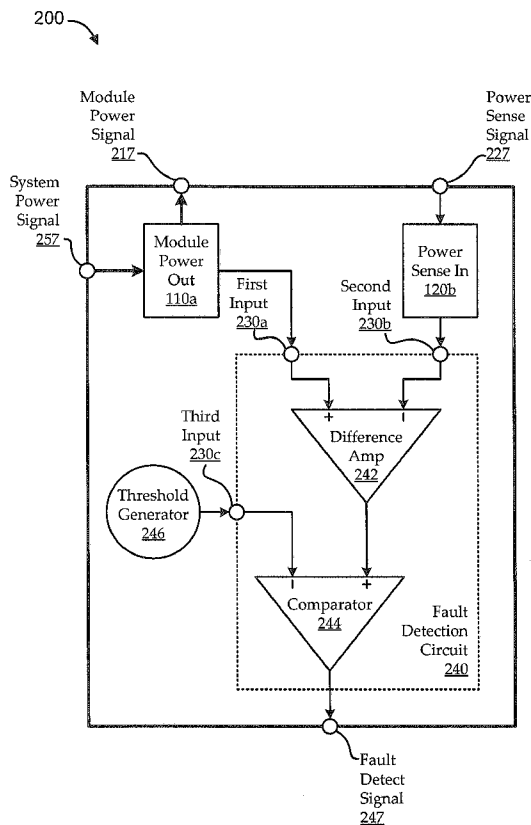 200
Module
Power
Signal
217
Power
Sense
Signal
227
System
Power
Signal
257
Module
Power
Out
110a
Power
Sense In
120b
First
Input
230a
Second
Input
230b
+
-
Difference
Amp
242
Third
Input
230c
Threshold
Generator
246
-
+
Comparator
244
Fault
Detection
Circuit
240
Fault
Detect
Signal
247